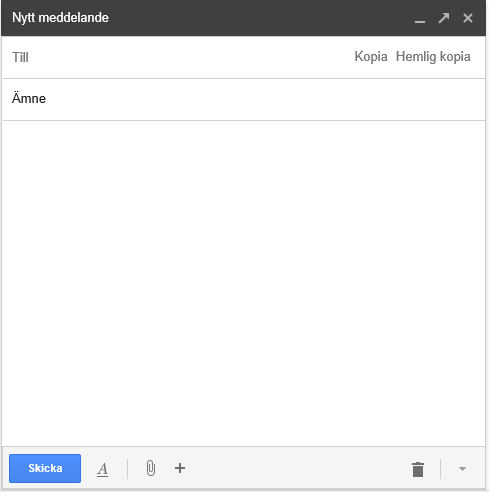 Nytt meddelande
Till Kopia Hemlig kopia
Ämne
Skicka A